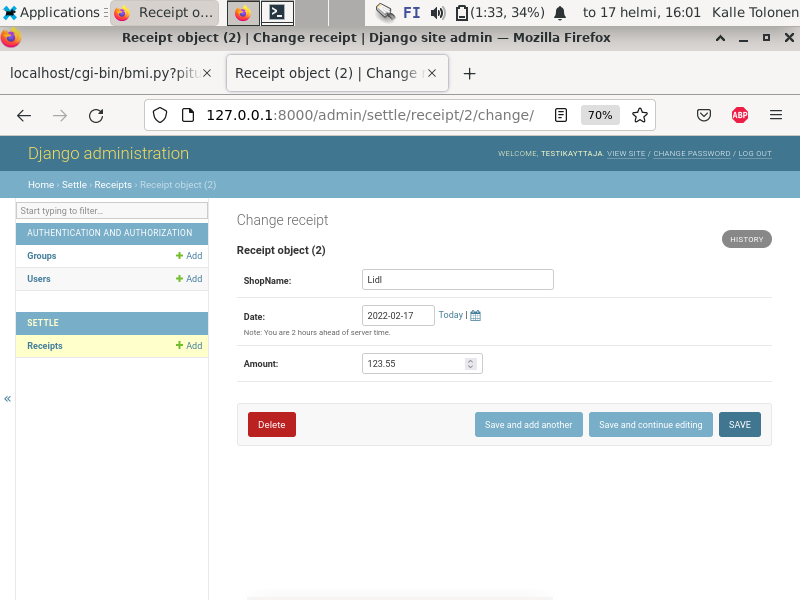 Applications
Receipt o...
FI
(1:33, 34%)
to 17 helmi, 16:01
Kalle Tolonen
Receipt object (2) | Change receipt | Django site admin — Mozilla Firefox
localhost/cgi-bin/bmi.py?pitu
Receipt object (2) | Change
127.0.0.1:8000/admin/settle/receipt/2/change/
70%
ABP
Django administration
WELCOME, TESTIKAYTTAJA. VIEW SITE / CHANGE PASSWORD / LOG OUT
Home › Settle › Receipts › Receipt object (2)
Start typing to filter...
AUTHENTICATION AND AUTHORIZATION
Groups + Add
Users + Add
SETTLE
Receipts + Add
«
Change receipt
HISTORY
Receipt object (2)
ShopName: Lidl
Date: 2022-02-17 Today |
Note: You are 2 hours ahead of server time.
Amount: 123.55
Delete Save and add another Save and continue editing SAVE